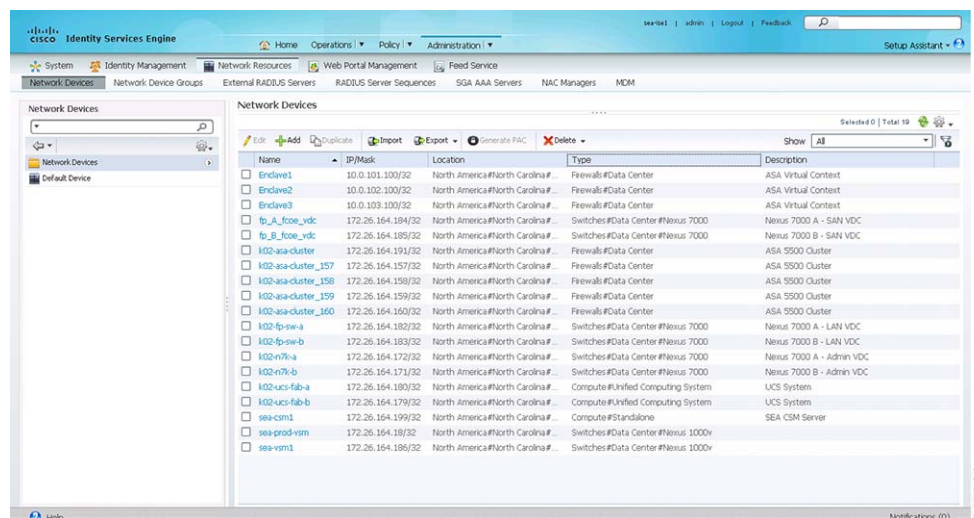 sea-ise1 | admin | Logout | Feedback
CISCO Identity Services Engine
Home Operations Policy Administration
Setup Assistant
System Identity Management Network Resources Web Portal Management Feed Service
Network Devices Network Device Groups External RADIUS Servers RADIUS Server Sequences SGA AAA Servers NAC Managers MDM
Network Devices
Network Devices
Default Device
Network Devices
Selected 0 | Total 19
Edit Add Duplicate Import Export Generate PAC Delete Show All
Name IP/Mask Location Type Description
Enclave1 10.0.101.100/32 North America#North Carolina#... Firewalls#Data Center ASA Virtual Context
Enclave2 10.0.102.100/32 North America#North Carolina#... Firewalls#Data Center ASA Virtual Context
Enclave3 10.0.103.100/32 North America#North Carolina#... Firewalls#Data Center ASA Virtual Context
fp_A_fcoe_vdc 172.26.164.184/32 North America#North Carolina#... Switches#Data Center#Nexus 7000 Nexus 7000 A - SAN VDC
fp_B_fcoe_vdc 172.26.164.185/32 North America#North Carolina#... Switches#Data Center#Nexus 7000 Nexus 7000 B - SAN VDC
k02-asa-cluster 172.26.164.191/32 North America#North Carolina#... Firewalls#Data Center ASA 5500 Cluster
k02-asa-cluster_157 172.26.164.157/32 North America#North Carolina#... Firewalls#Data Center ASA 5500 Cluster
k02-asa-cluster_158 172.26.164.158/32 North America#North Carolina#... Firewalls#Data Center ASA 5500 Cluster
k02-asa-cluster_159 172.26.164.159/32 North America#North Carolina#... Firewalls#Data Center ASA 5500 Cluster
k02-asa-cluster_160 172.26.164.160/32 North America#North Carolina#... Firewalls#Data Center ASA 5500 Cluster
k02-fp-sw-a 172.26.164.182/32 North America#North Carolina#... Switches#Data Center#Nexus 7000 Nexus 7000 A - LAN VDC
k02-fp-sw-b 172.26.164.183/32 North America#North Carolina#... Switches#Data Center#Nexus 7000 Nexus 7000 B - LAN VDC
k02-n7k-a 172.26.164.172/32 North America#North Carolina#... Switches#Data Center#Nexus 7000 Nexus 7000 A - Admin VDC
k02-n7k-b 172.26.164.171/32 North America#North Carolina#... Switches#Data Center#Nexus 7000 Nexus 7000 B - Admin VDC
k02-ucs-fab-a 172.26.164.180/32 North America#North Carolina#... Compute#Unified Computing System UCS System
k02-ucs-fab-b 172.26.164.179/32 North America#North Carolina#... Compute#Unified Computing System UCS System
sea-csm1 172.26.164.199/32 North America#North Carolina#... Compute#Standalone SEA CSM Server
sea-prod-vsm 172.26.164.18/32 North America#North Carolina#... Switches#Data Center#Nexus 1000v
sea-vsm1 172.26.164.186/32 North America#North Carolina#... Switches#Data Center#Nexus 1000v
Help Notifications (0)